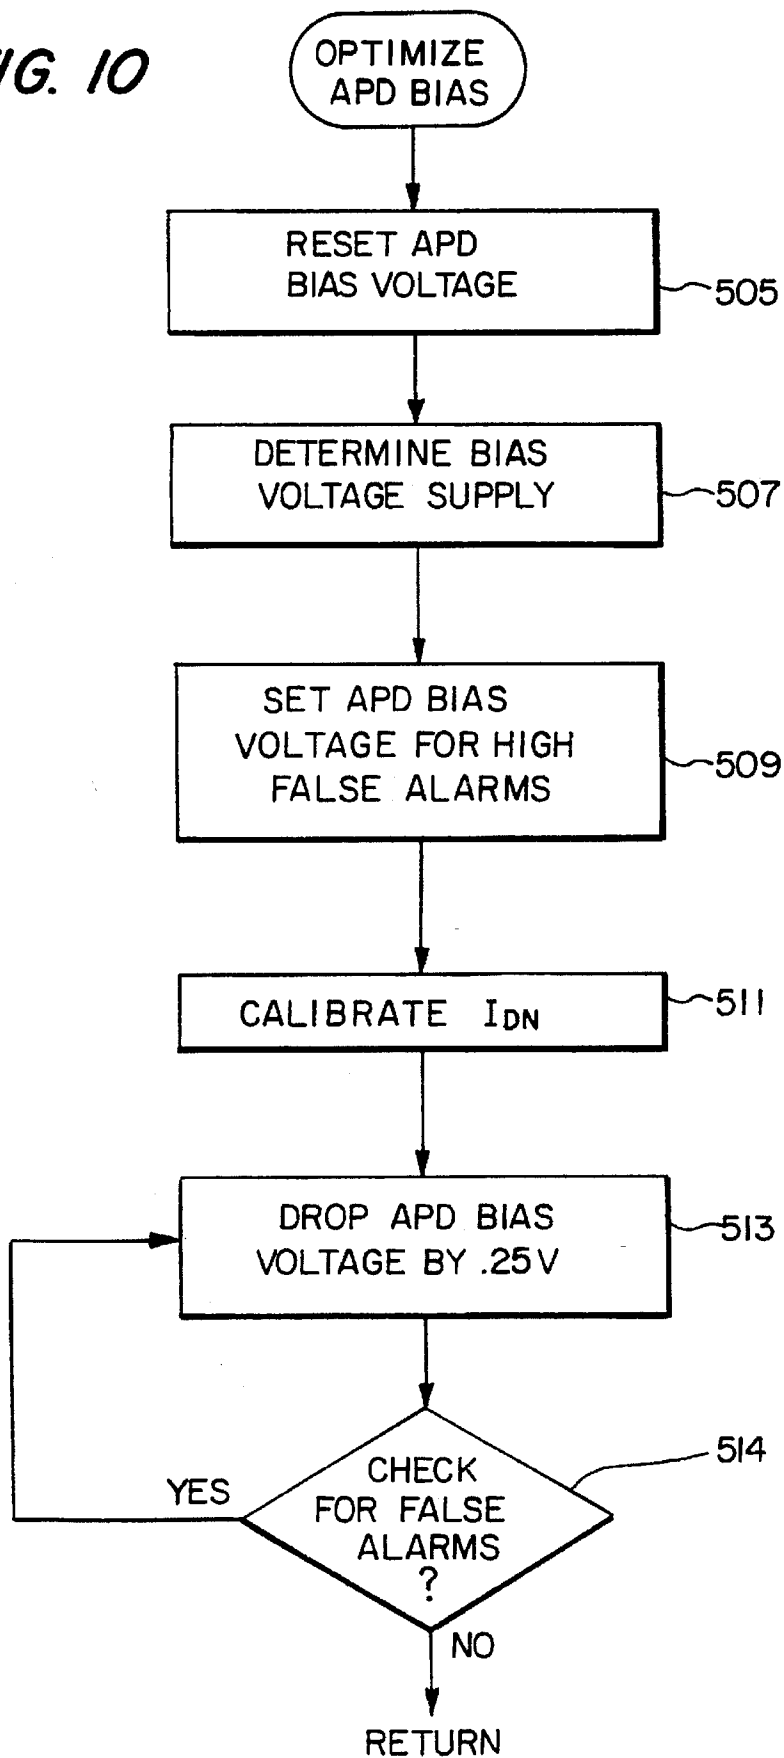 IG. 10
OPTIMIZE
APD BIAS
RESET APD
BIAS VOLTAGE
505
DETERMINE BIAS
VOLTAGE SUPPLY
507
SET APD BIAS
VOLTAGE FOR HIGH
FALSE ALARMS
509
CALIBRATE IDN
511
DROP APD BIAS
VOLTAGE BY .25V
513
CHECK
FOR FALSE
ALARMS
?
514
YES
NO
RETURN